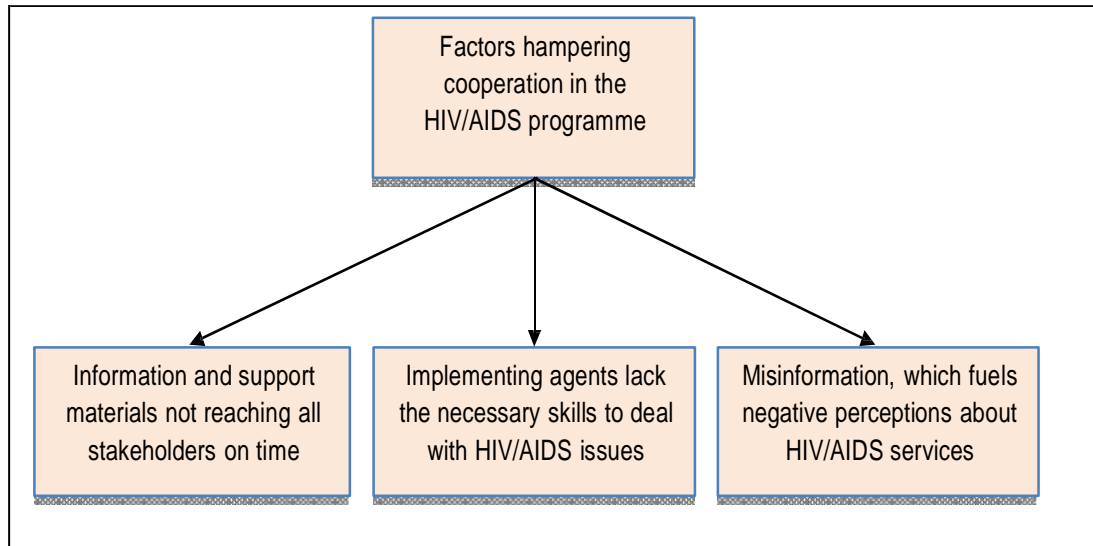 Factors hampering
cooperation in the
HIV/AIDS programme
Information and support
materials not reaching all
stakeholders on time
Implementing agents lack
the necessary skills to deal
with HIV/AIDS issues
Misinformation, which fuels
negative perceptions about
HIV/AIDS services